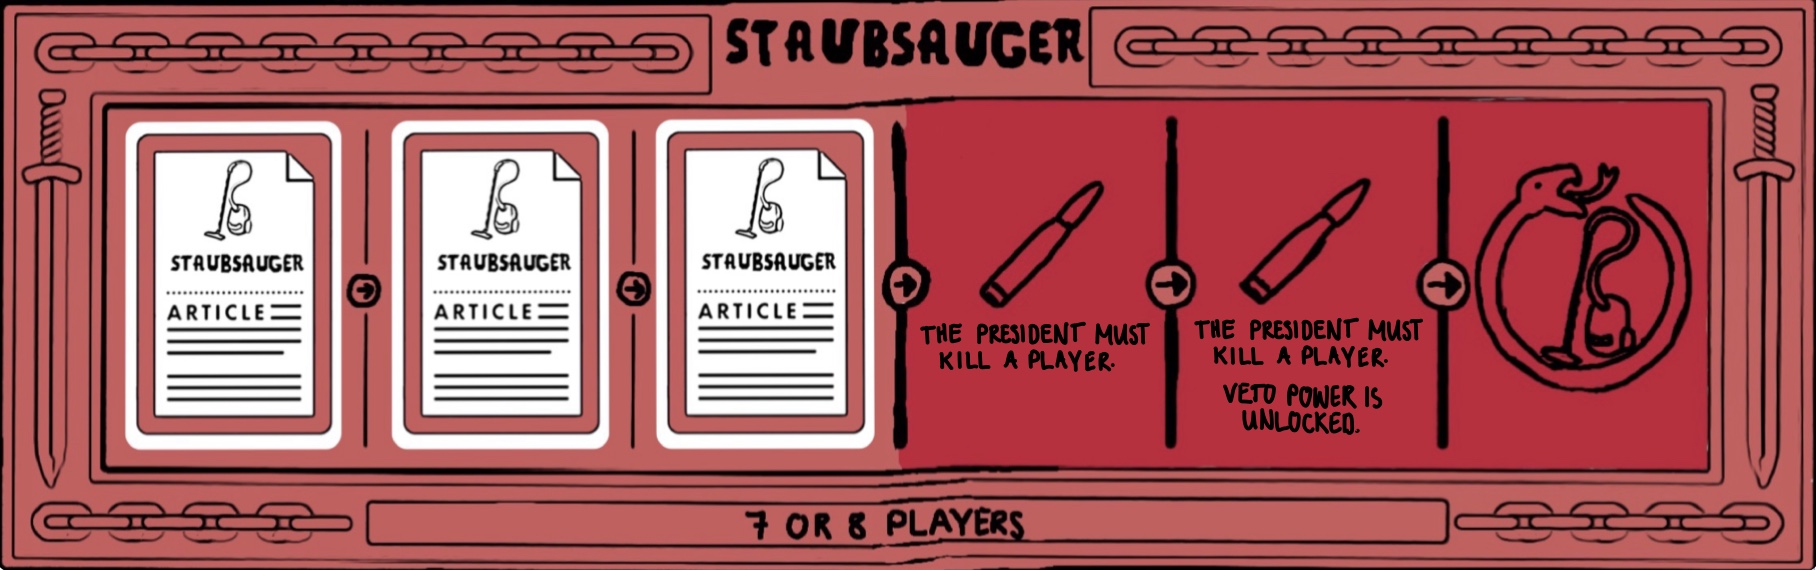 STAUBSAUGER
STAUBSAUGER
ARTICLE
STAUBSAUGER
ARTICLE
STAUBSAUGER
ARTICLE
THE PRESIDENT MUST
KILL A PLAYER.
THE PRESIDENT MUST
KILL A PLAYER.
VETO POWER IS
UNLOCKED.
7 OR 8 PLAYERS